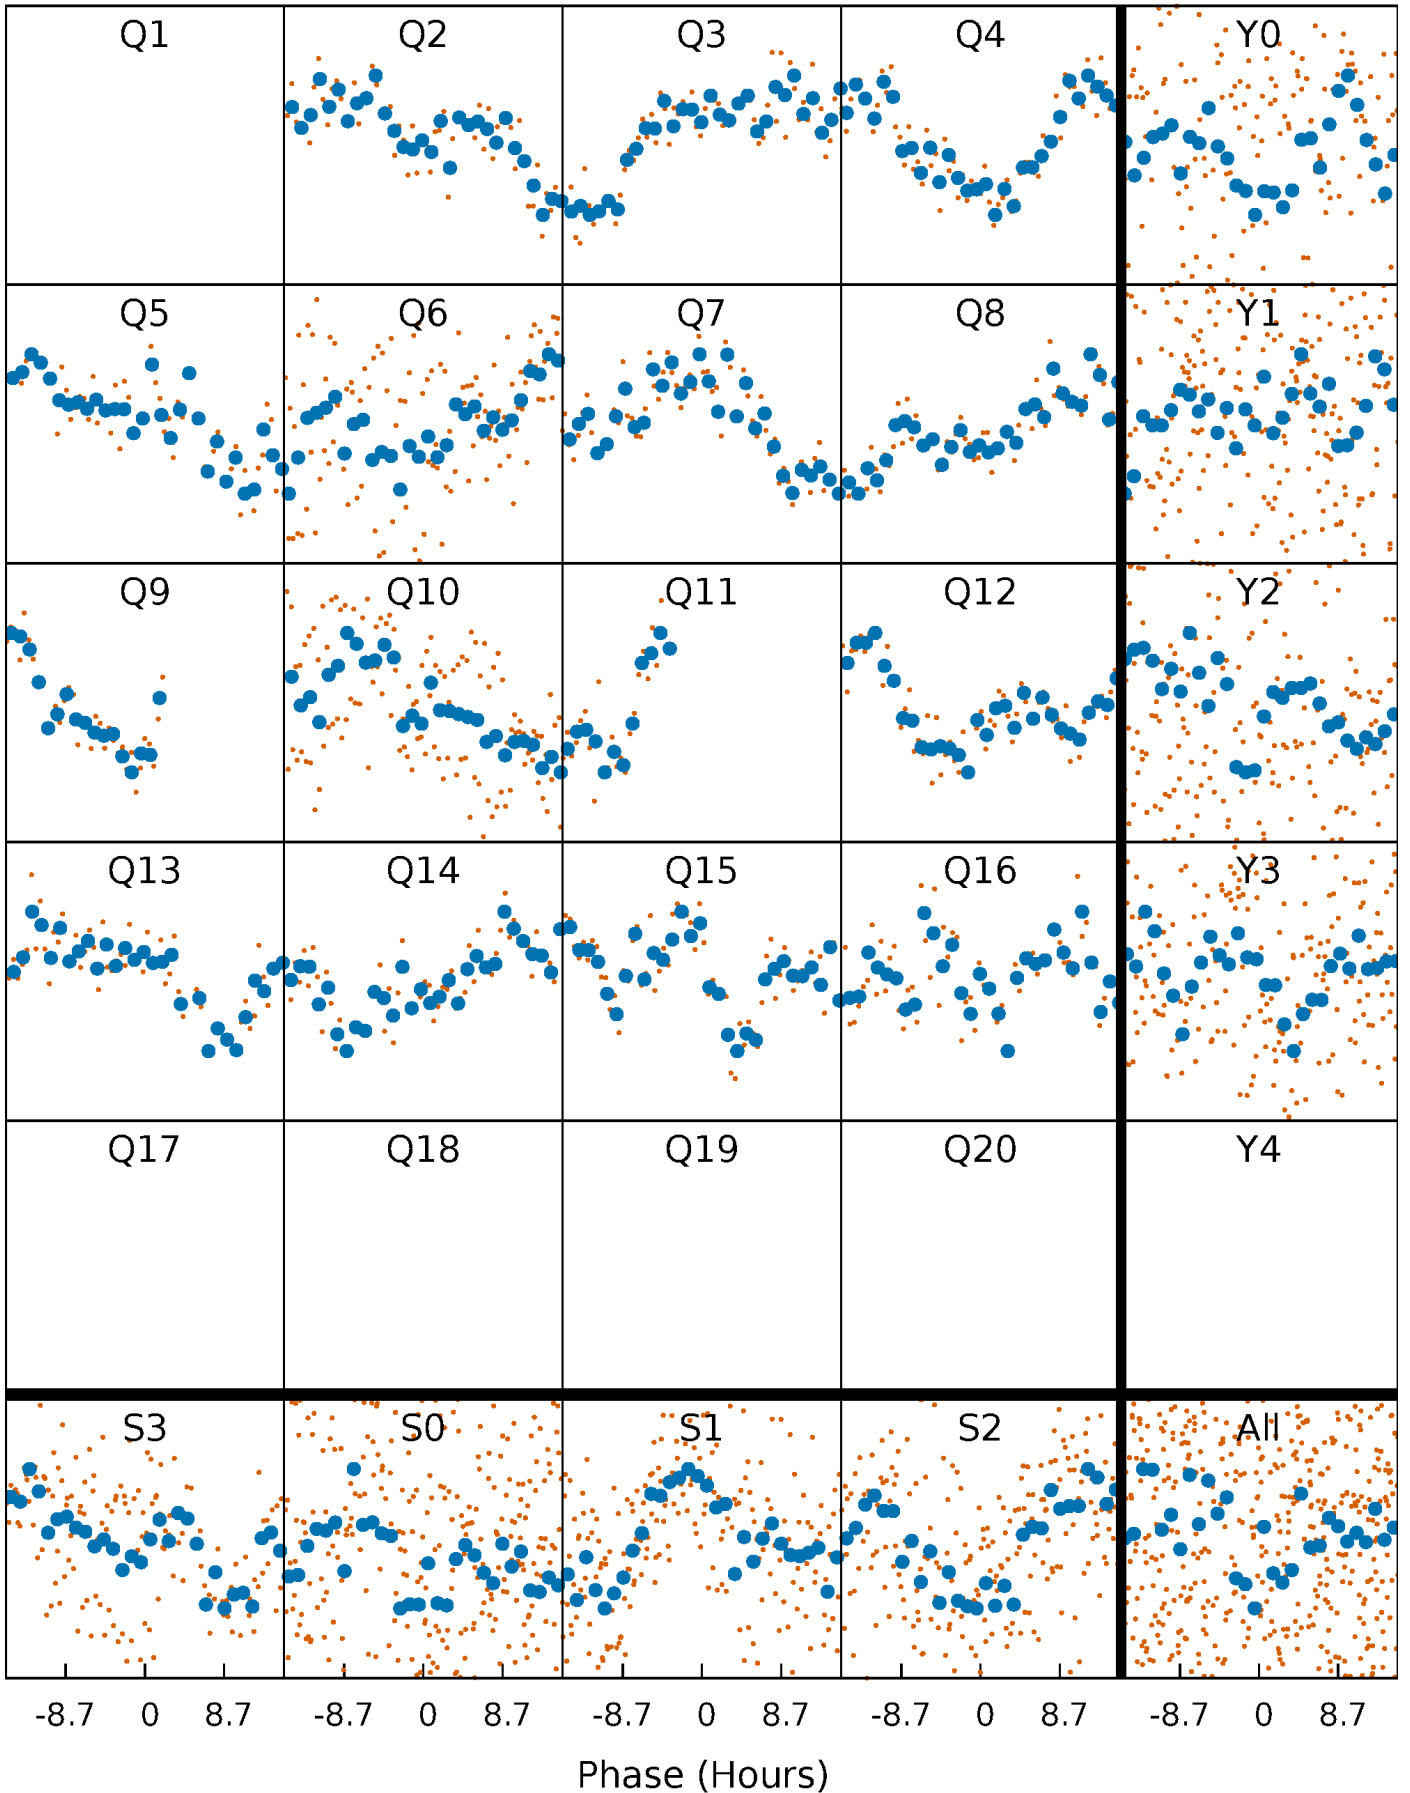 Q1 Q2 Q3 Q4 Y0
Q5 Q6 Q7 Q8 Y1
Q9 Q10 Q11 Q12 Y2
Q13 Q14 Q15 Q16 Y3
Q17 Q18 Q19 Q20 Y4
S3 S0 S1 S2 All
-8.7 0 8.7 -8.7 0 8.7 -8.7 0 8.7 -8.7 0 8.7 -8.7 0 8.7
Phase (Hours)